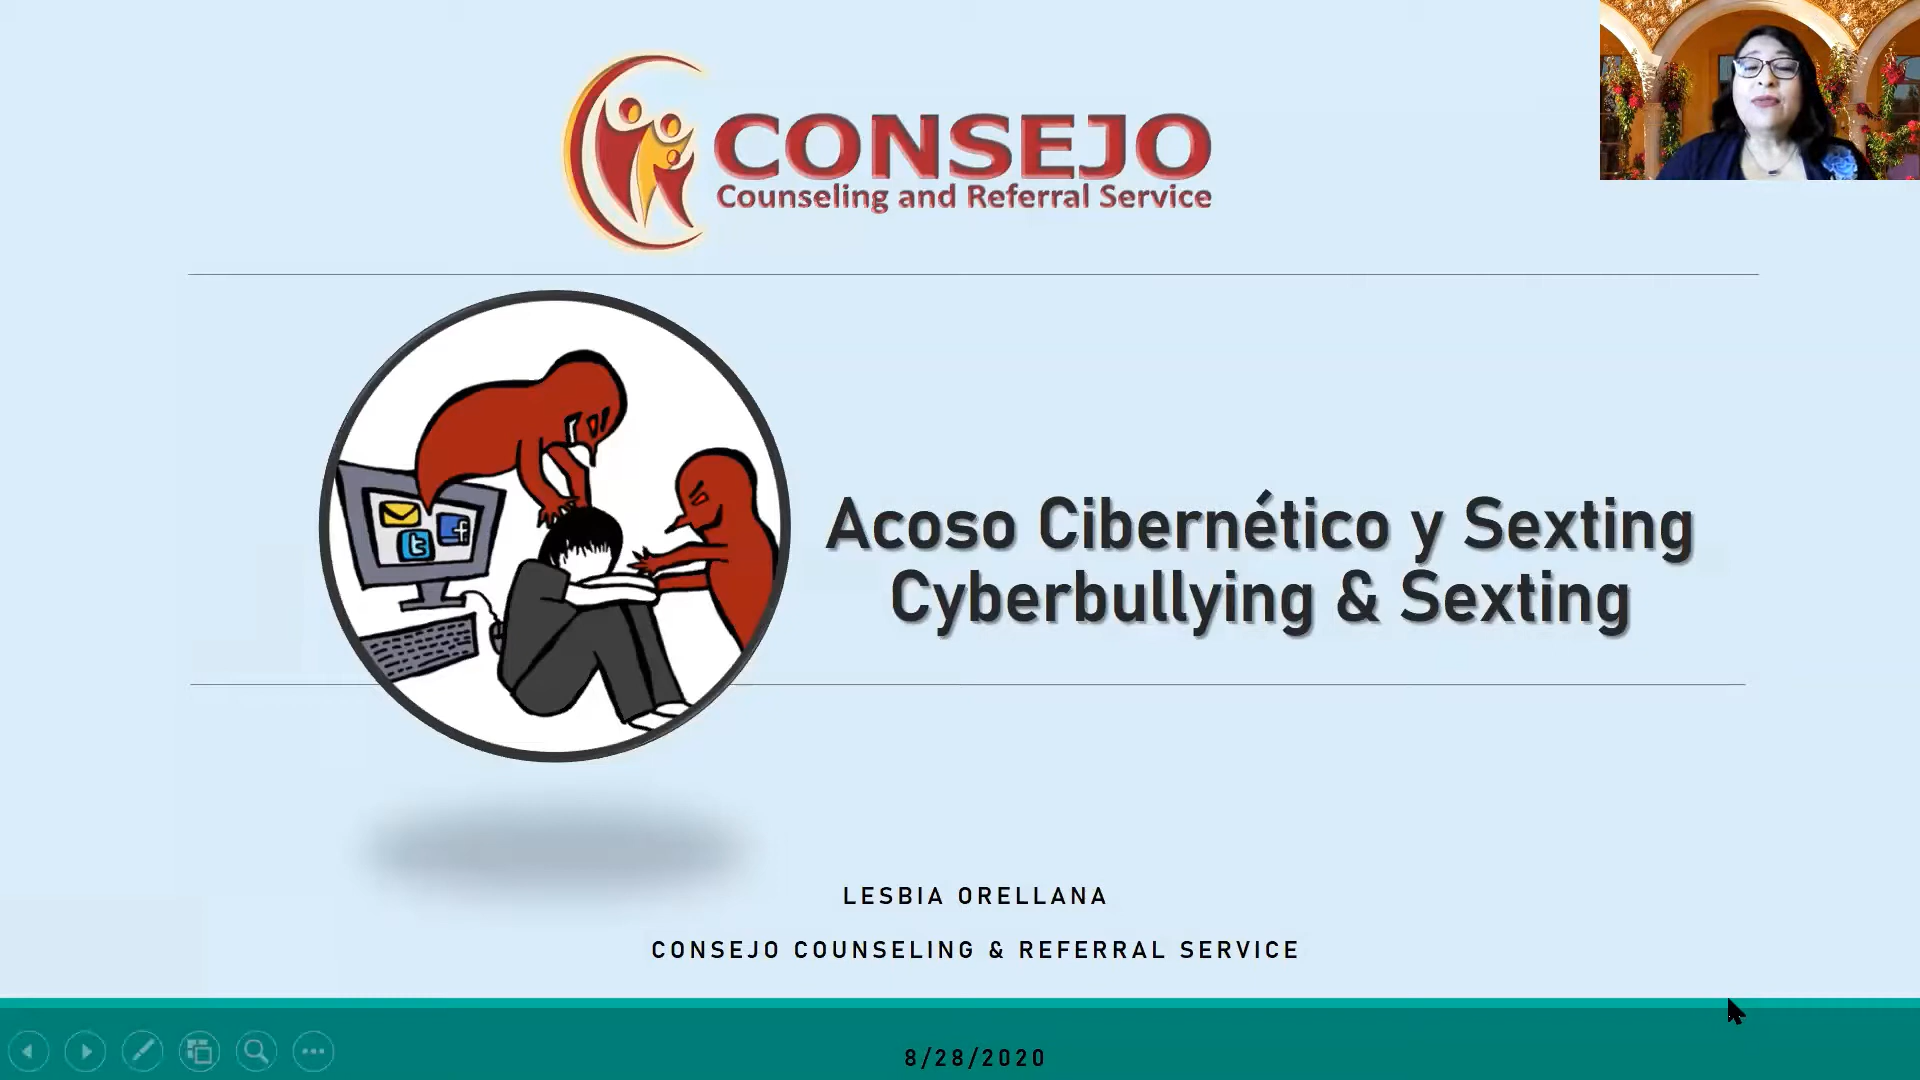 CONSEJO
Counseling and Referral Service
Acoso Cibernético y Sexting
Cyberbullying & Sexting
LESBIA ORELLANA
CONSEJO COUNSELING & REFERRAL SERVICE
8/28/2020